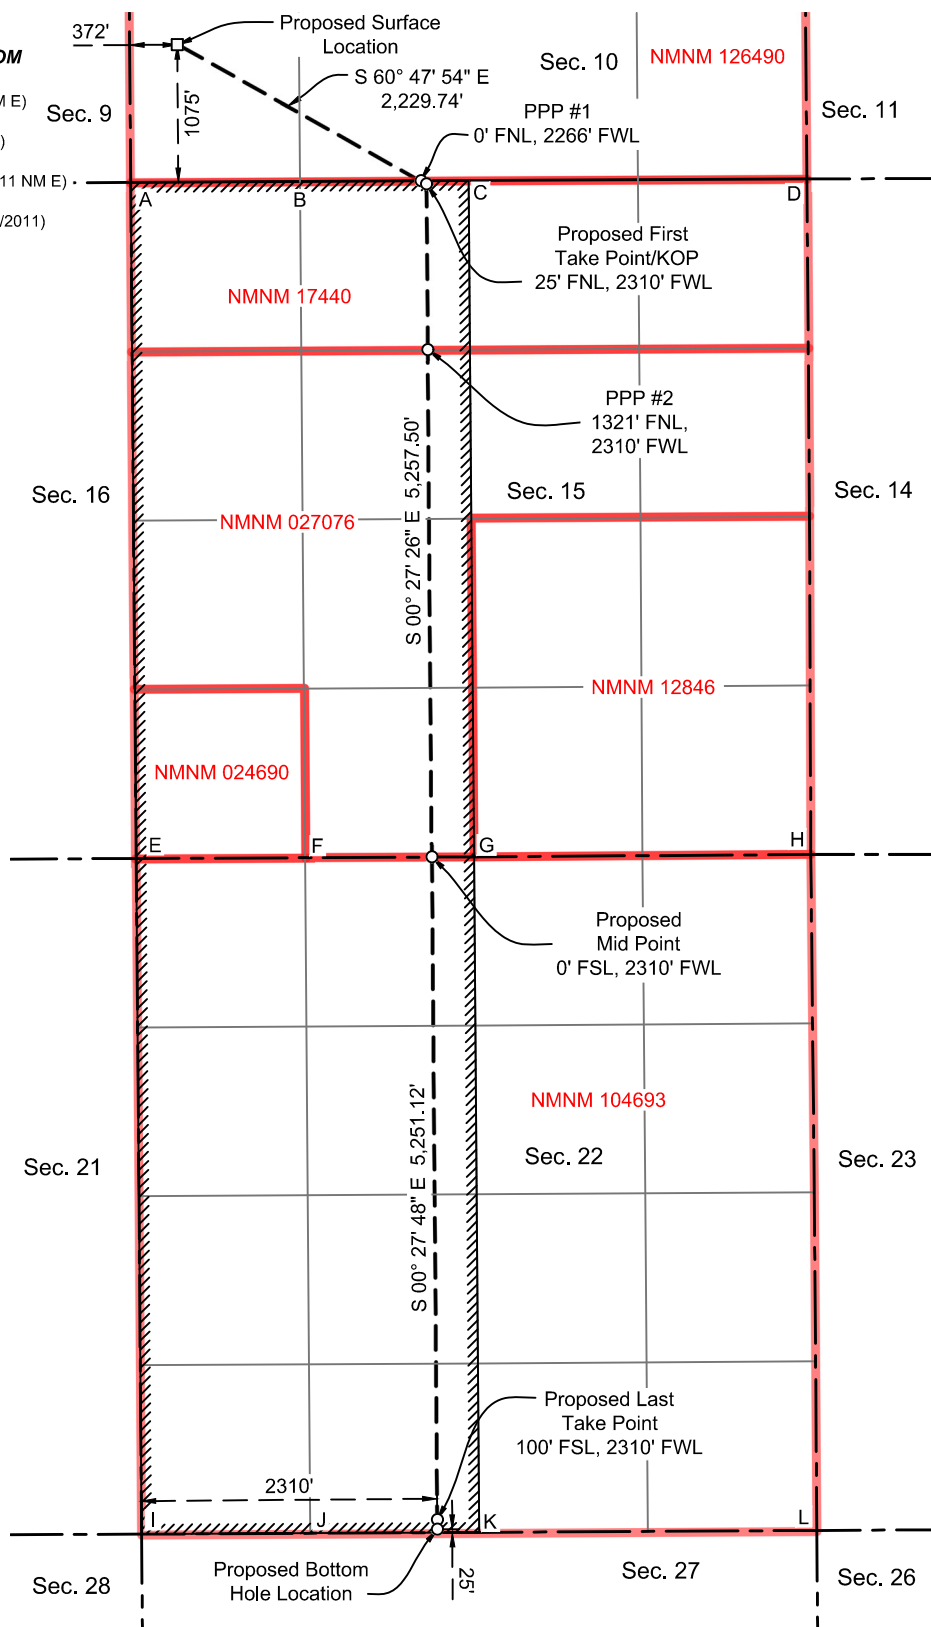 372'
Proposed Surface
Location
OM
S 60° 47' 54" E
2,229.74'
Sec. 10
NMNM 126490
M E)
Sec. 9
1075'
PPP #1
0' FNL, 2266' FWL
Sec. 11
)
11 NM E)
A
B
C
D
/2011)
Proposed First
Take Point/KOP
25' FNL, 2310' FWL
NMNM 17440
PPP #2
1321' FNL,
2310' FWL
S 00° 27' 26" E 5,257.50'
Sec. 16
Sec. 15
Sec. 14
NMNM 027076
NMNM 12846
NMNM 024690
E
F
G
H
Proposed
Mid Point
0' FSL, 2310' FWL
S 00° 27' 48" E 5,251.12'
NMNM 104693
Sec. 21
Sec. 22
Sec. 23
Proposed Last
Take Point
100' FSL, 2310' FWL
2310'
I
J
K
L
Proposed Bottom
Hole Location
25'
Sec. 28
Sec. 27
Sec. 26